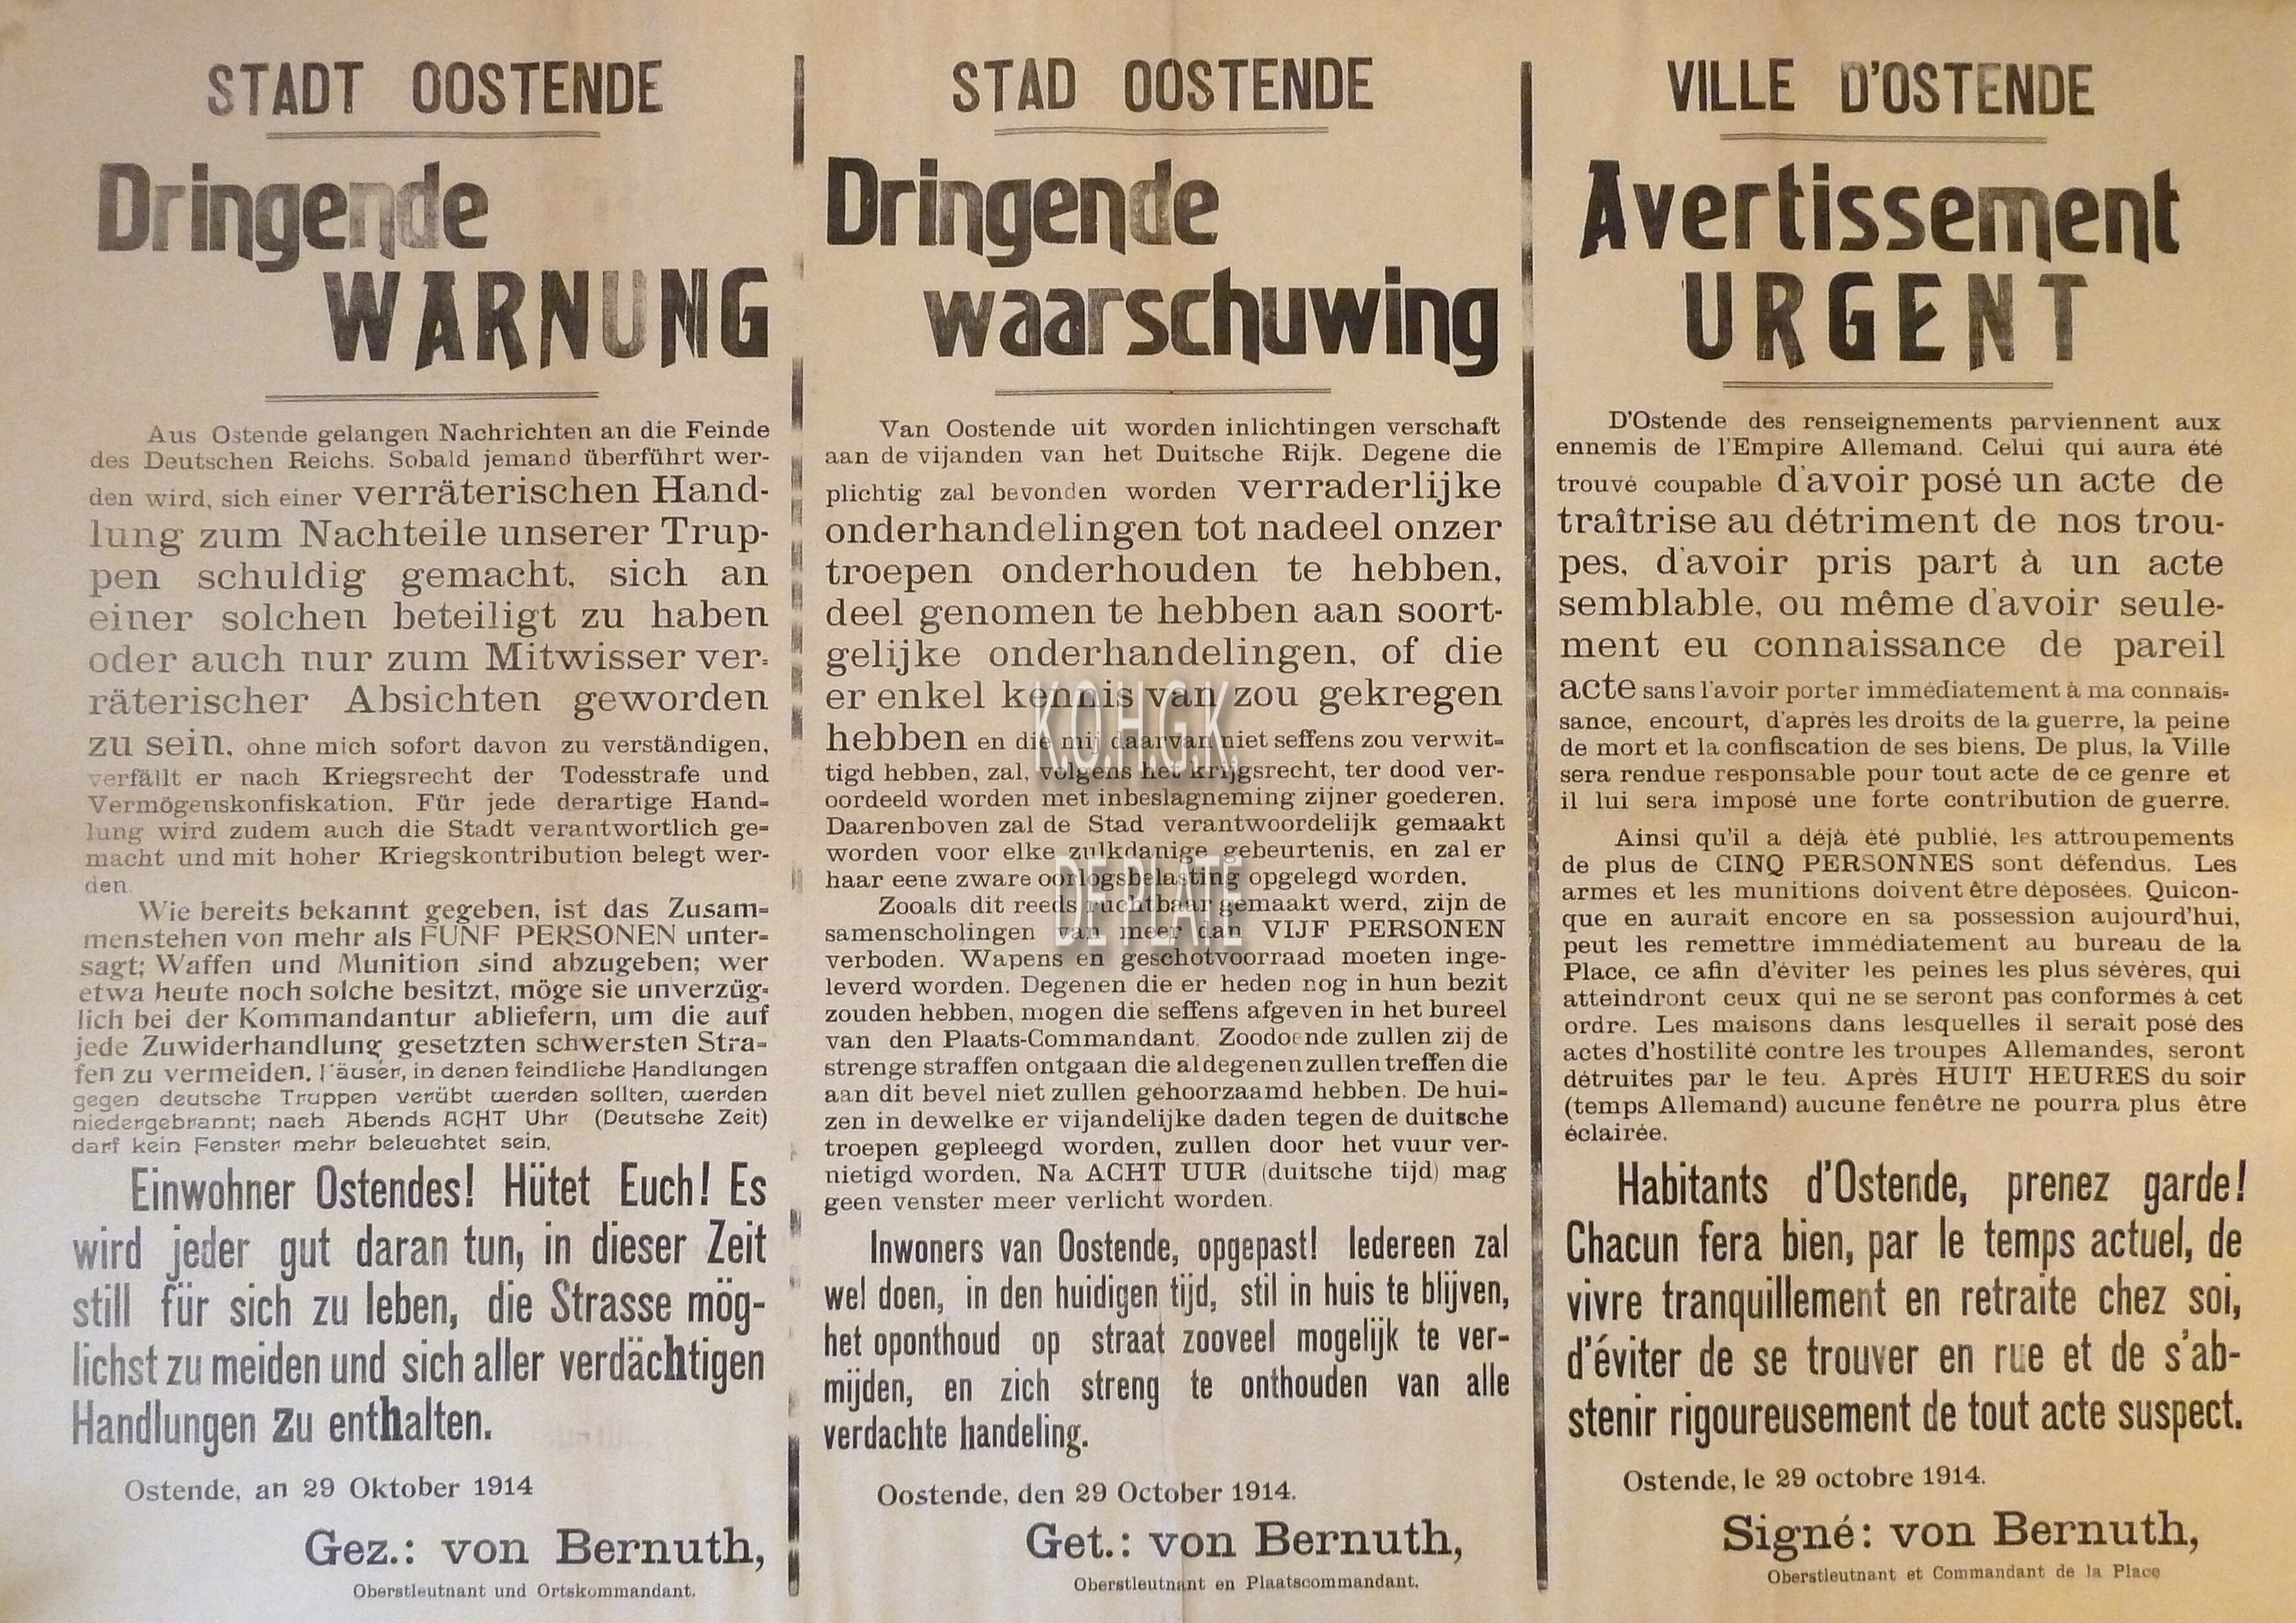 STADT OOSTENDE
Dringende
WARNUNG
Aus Ostende gelangen Nachrichten an die Feinde
des Deutschen Reichs. Sobald jemand überführt wer-
den wird, sich einer verräterischen Hand-
lung zum Nachteile unserer Trup-
pen schuldig gemacht, sich an
einer solchen beteiligt zu haben
oder auch nur zum Mitwisser ver-
räterischer Absichten geworden
zu sein, ohne mich sofort davon zu verständigen,
verfällt er nach Kriegsrecht der Todesstrafe und
Vermögenskonfiskation. Für jede derartige Hand-
lung wird zudem auch die Stadt verantwortlich ge-
macht und mit hoher Kriegskontribution belegt wer-
den.
Wie bereits bekannt gegeben, ist das Zusam-
menstehen von mehr als FUNF PERSONEN unter-
sagt; Waffen und Munition sind abzugeben; wer
etwa heute noch solche besitzt, möge sie unverzüg-
lich bei der Kommandantur abliefern, um die auf
jede Zuwiderhandlung gesetzten schwersten Stra-
fen zu vermeiden. Häuser, in denen feindliche Handlungen
gegen deutsche Truppen verübt werden sollten, werden
niedergebrannt; nach Abends ACHT Uhr (Deutsche Zeit)
darf kein Fenster mehr beleuchtet sein.
Einwohner Ostendes! Hütet Euch! Es
wird jeder gut daran tun, in dieser Zeit
still für sich zu leben, die Strasse mög-
lichst zu meiden und sich aller verdächtigen
Handlungen zu enthalten.
Ostende, an 29 Oktober 1914
Gez.: von Bernuth,
Oberstleutnant und Ortskommandant.
STAD OOSTENDE
Dringende
waarschuwing
Van Oostende uit worden inlichtingen verschaft
aan de vijanden van het Duitsche Rijk. Degene die
plichtig zal bevonden worden verraderlijke
onderhandelingen tot nadeel onzer
troepen onderhouden te hebben,
deel genomen te hebben aan soort-
gelijke onderhandelingen, of die
er enkel kennis van zou gekregen
hebben en die mij daarvan niet seffens zou verwit-
tigd hebben, zal, volgens het krijgsrecht, ter dood ver-
oordeeld worden met inbeslagneming zijner goederen.
Daarenboven zal de Stad verantwoordelijk gemaakt
worden voor elke zulkdanige gebeurtenis, en zal er
haar eene zware oorlogsbelasting opgelegd worden.
Zooals dit reeds ruchtbaar gemaakt werd, zijn de
samenscholingen van meer dan VIJF PERSONEN
verboden. Wapens en geschotvoorraad moeten inge-
leverd worden. Degenen die er heden nog in hun bezit
zouden hebben, mogen die seffens afgeven in het bureel
van den Plaats-Commandant. Zoodoende zullen zij de
strenge straffen ontgaan die al degenen zullen treffen die
aan dit bevel niet zullen gehoorzaamd hebben. De hui-
zen in dewelke er vijandelijke daden tegen de duitsche
troepen gepleegd worden, zullen door het vuur ver-
nietigd worden. Na ACHT UUR (duitsche tijd) mag
geen venster meer verlicht worden.
Inwoners van Oostende, opgepast! Iedereen zal
wel doen, in den huidigen tijd, stil in huis te blijven,
het oponthoud op straat zooveel mogelijk te ver-
mijden, en zich streng te onthouden van alle
verdachte handeling.
Oostende, den 29 October 1914.
Get.: von Bernuth,
Oberstleutnant en Plaatscommandant.
K.O.H.G.K.
DE PLATE
VILLE D'OSTENDE
Avertissement
URGENT
D'Ostende des renseignements parviennent aux
ennemis de l'Empire Allemand. Celui qui aura été
trouvé coupable d'avoir posé un acte de
traîtrise au détriment de nos trou-
pes, d'avoir pris part à un acte
semblable, ou même d'avoir seule-
ment eu connaissance de pareil
acte sans l'avoir porter immédiatement à ma connais-
sance, encourt, d'après les droits de la guerre, la peine
de mort et la confiscation de ses biens. De plus, la Ville
sera rendue responsable pour tout acte de ce genre et
il lui sera imposé une forte contribution de guerre.
Ainsi qu'il a déjà été publié, les attroupements
de plus de CINQ PERSONNES sont défendus. Les
armes et les munitions doivent être déposées. Quicon-
que en aurait encore en sa possession aujourd'hui,
peut les remettre immédiatement au bureau de la
Place, ce afin d'éviter les peines les plus sévères, qui
atteindront ceux qui ne se seront pas conformés à cet
ordre. Les maisons dans lesquelles il serait posé des
actes d'hostilité contre les troupes Allemandes, seront
détruites par le feu. Après HUIT HEURES du soir
(temps Allemand) aucune fenêtre ne pourra plus être
éclairée.
Habitants d'Ostende, prenez garde!
Chacun fera bien, par le temps actuel, de
vivre tranquillement en retraite chez soi,
d'éviter de se trouver en rue et de s'ab-
stenir rigoureusement de tout acte suspect.
Ostende, le 29 octobre 1914.
Signé: von Bernuth,
Oberstleutnant et Commandant de la Place